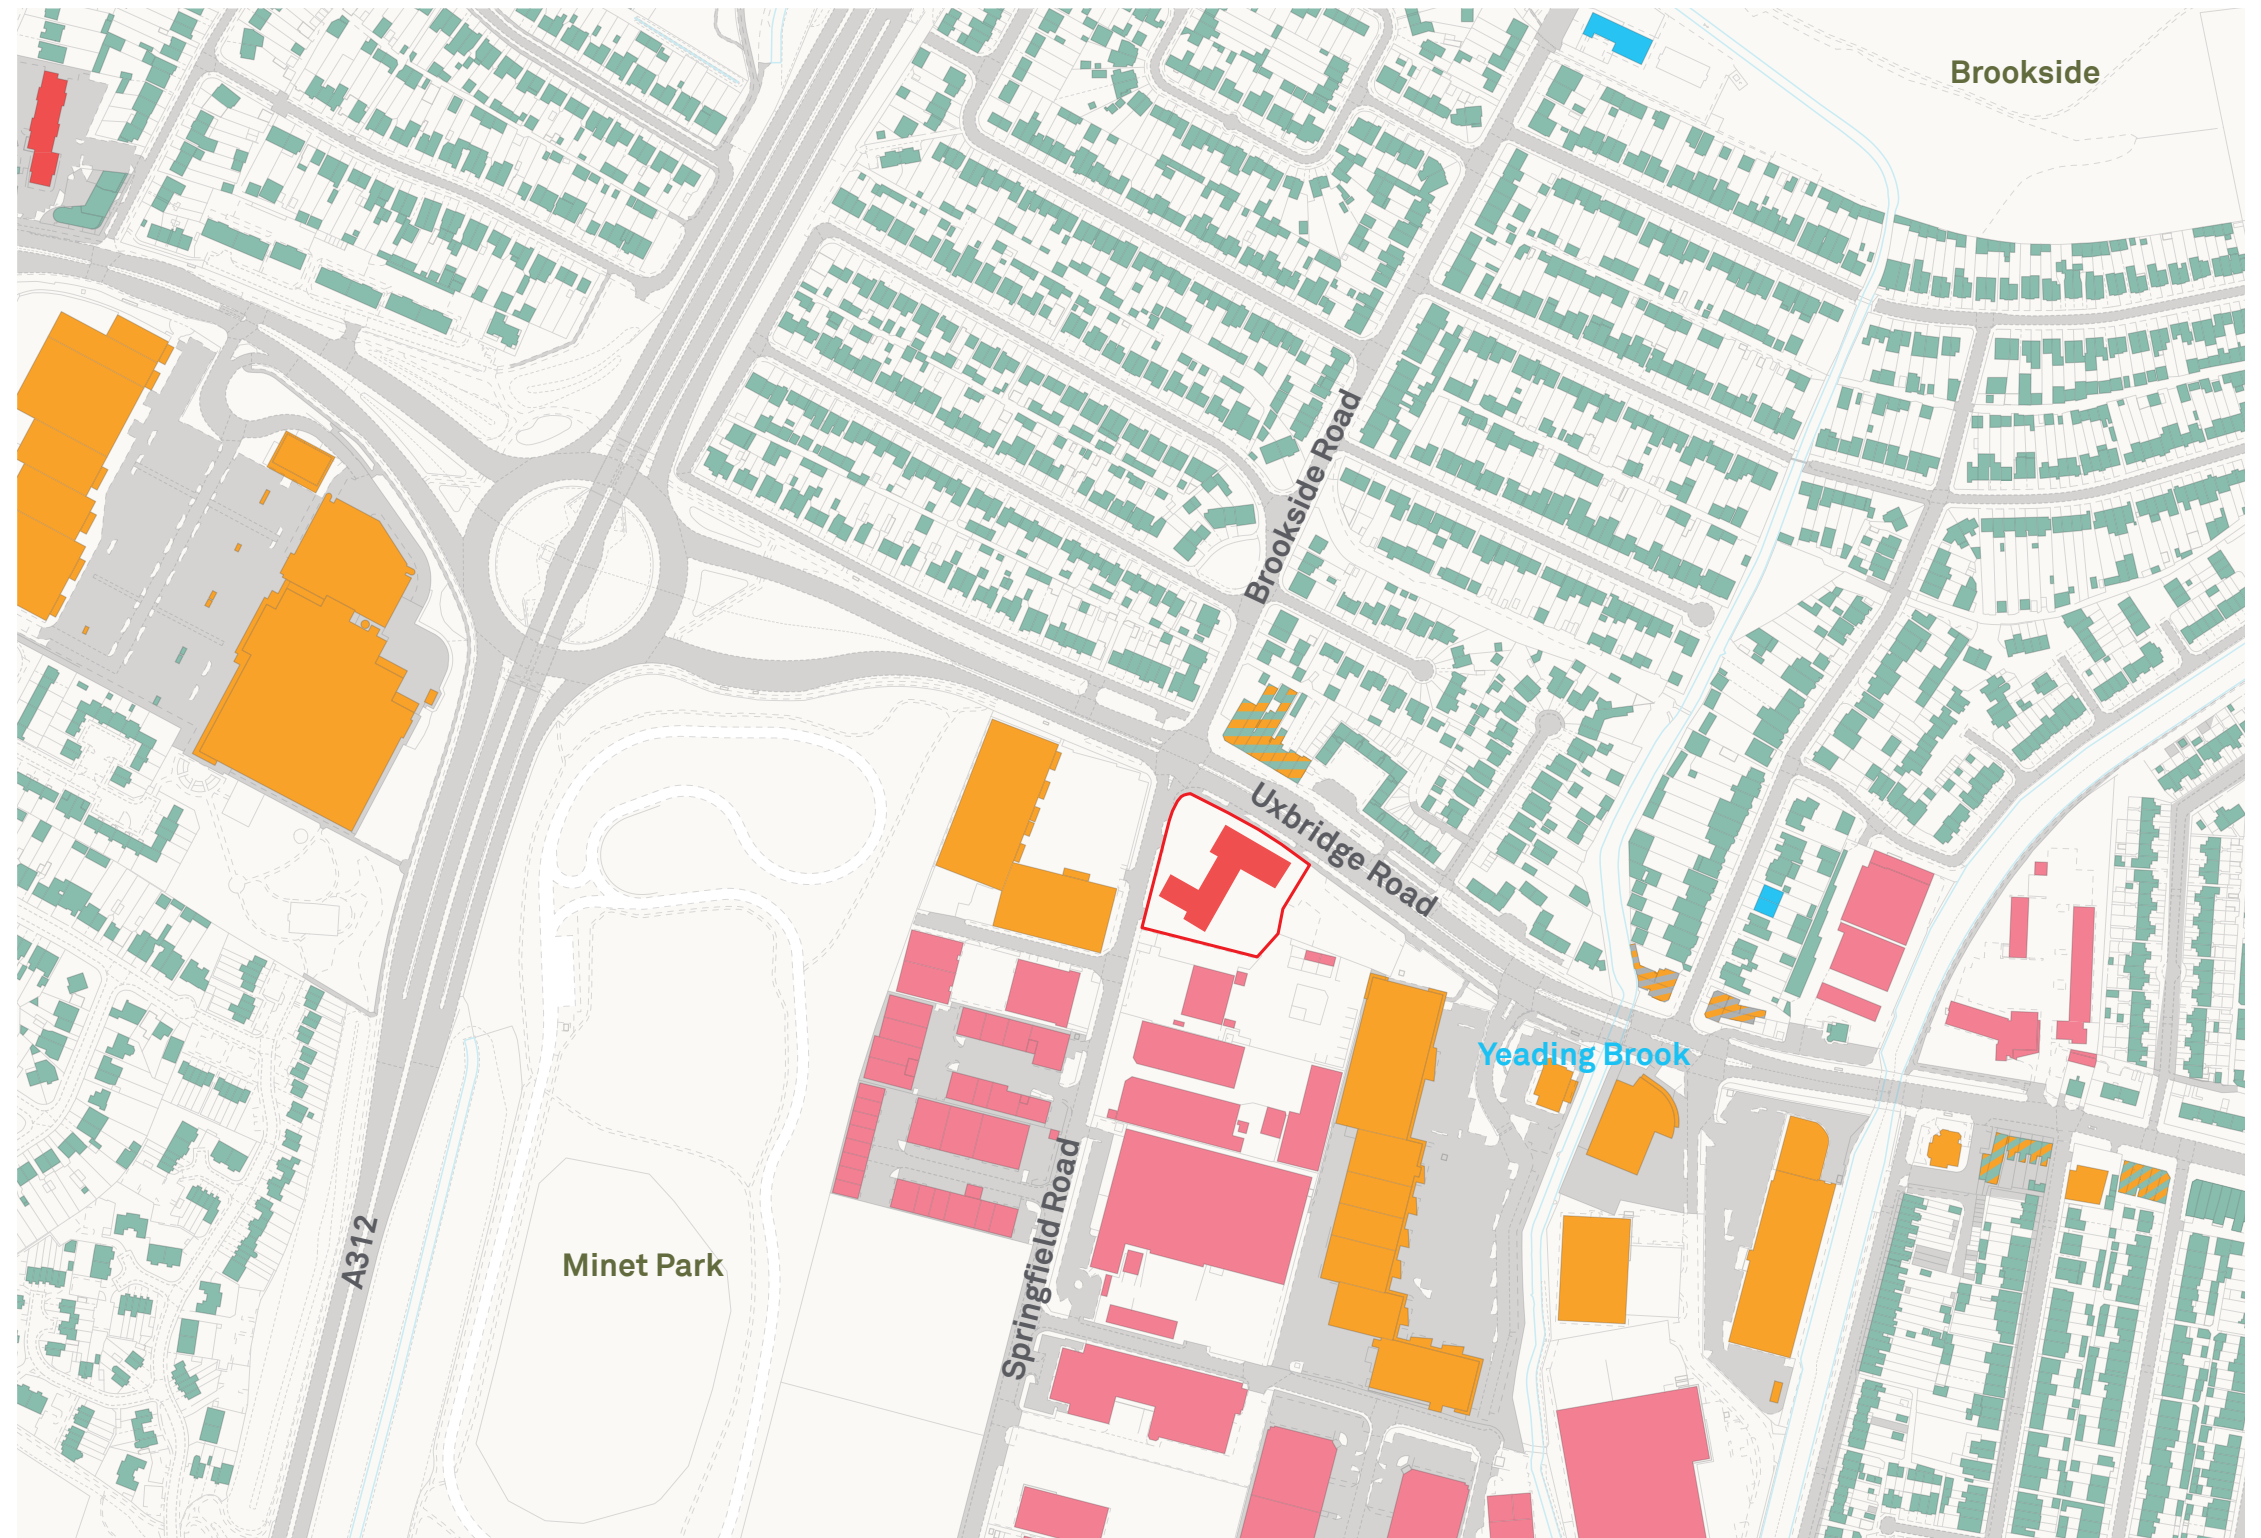 Brookside
Brookside Road
Uxbridge Road
Yeading Brook
A312
Springfield Road
Minet Park